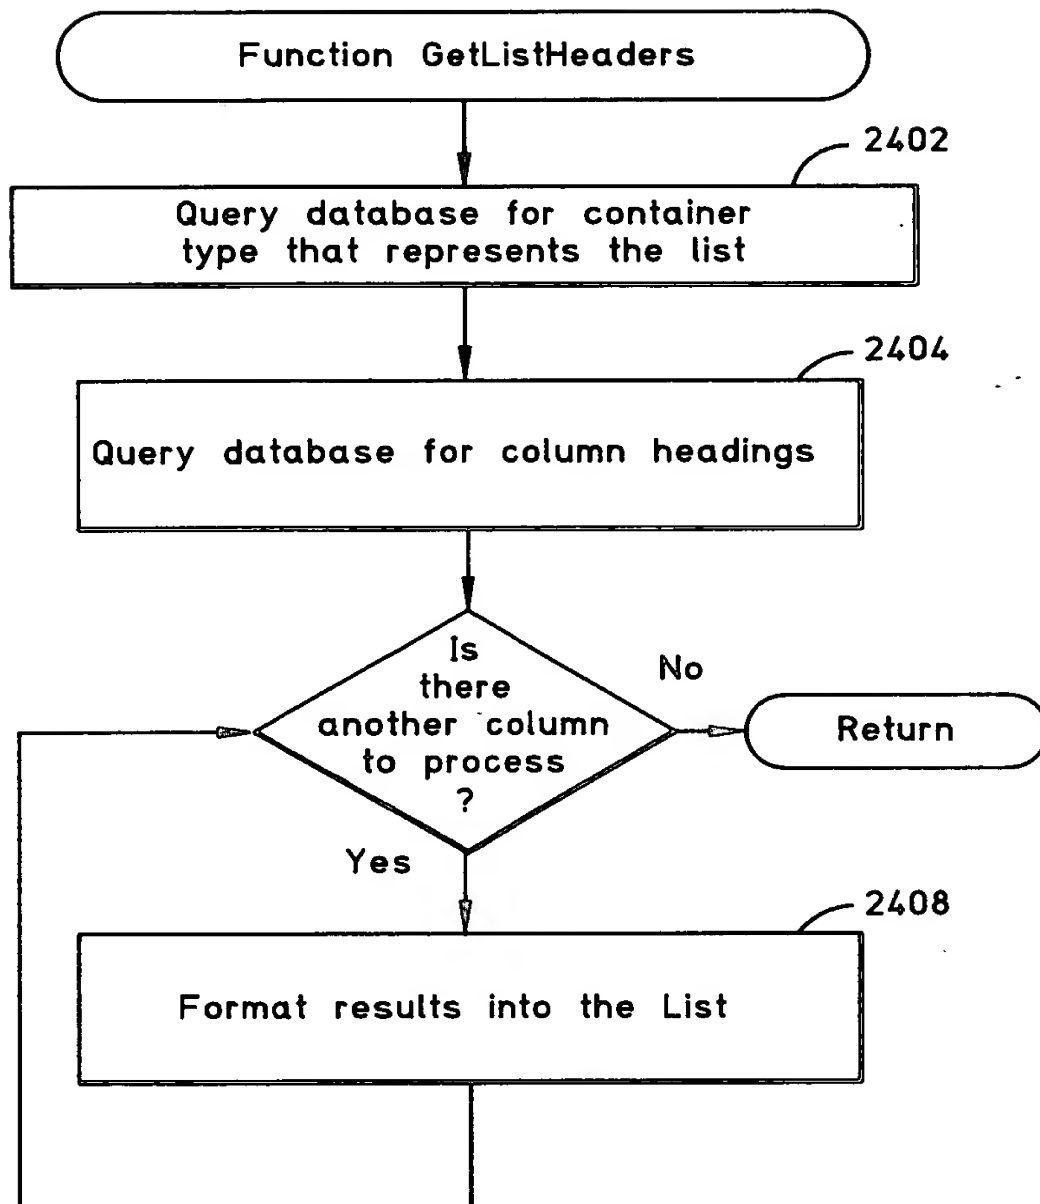 Function GetListHeaders
2402
Query database for container
type that represents the list
2404
Query database for column headings
Is
there
another column
to process
?
No
Return
Yes
2408
Format results into the List